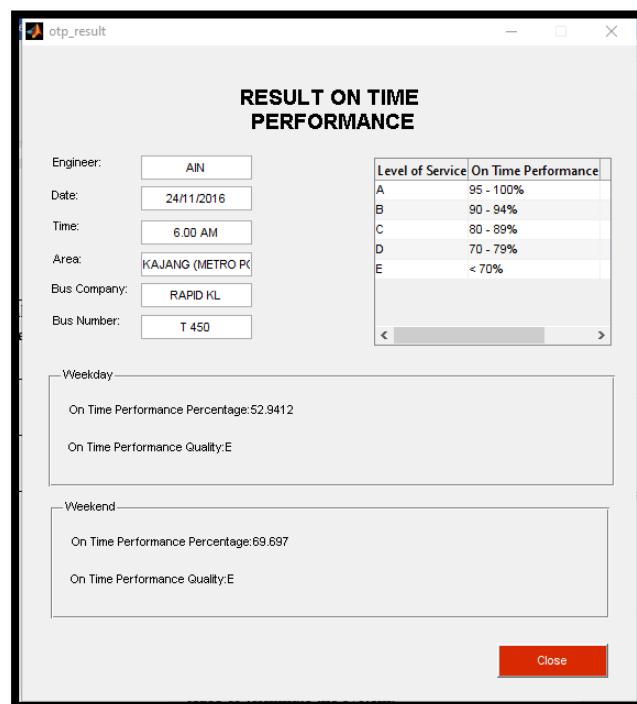 otp_result
RESULT ON TIME
PERFORMANCE
Engineer: AIN
Date: 24/11/2016
Time: 6.00 AM
Area: KAJANG (METRO PO
Bus Company: RAPID KL
Bus Number: T 450
Level of Service On Time Performance
A 95 - 100%
B 90 - 94%
C 80 - 89%
D 70 - 79%
E < 70%
Weekday
On Time Performance Percentage:52.9412
On Time Performance Quality:E
Weekend
On Time Performance Percentage:69.697
On Time Performance Quality:E
Close